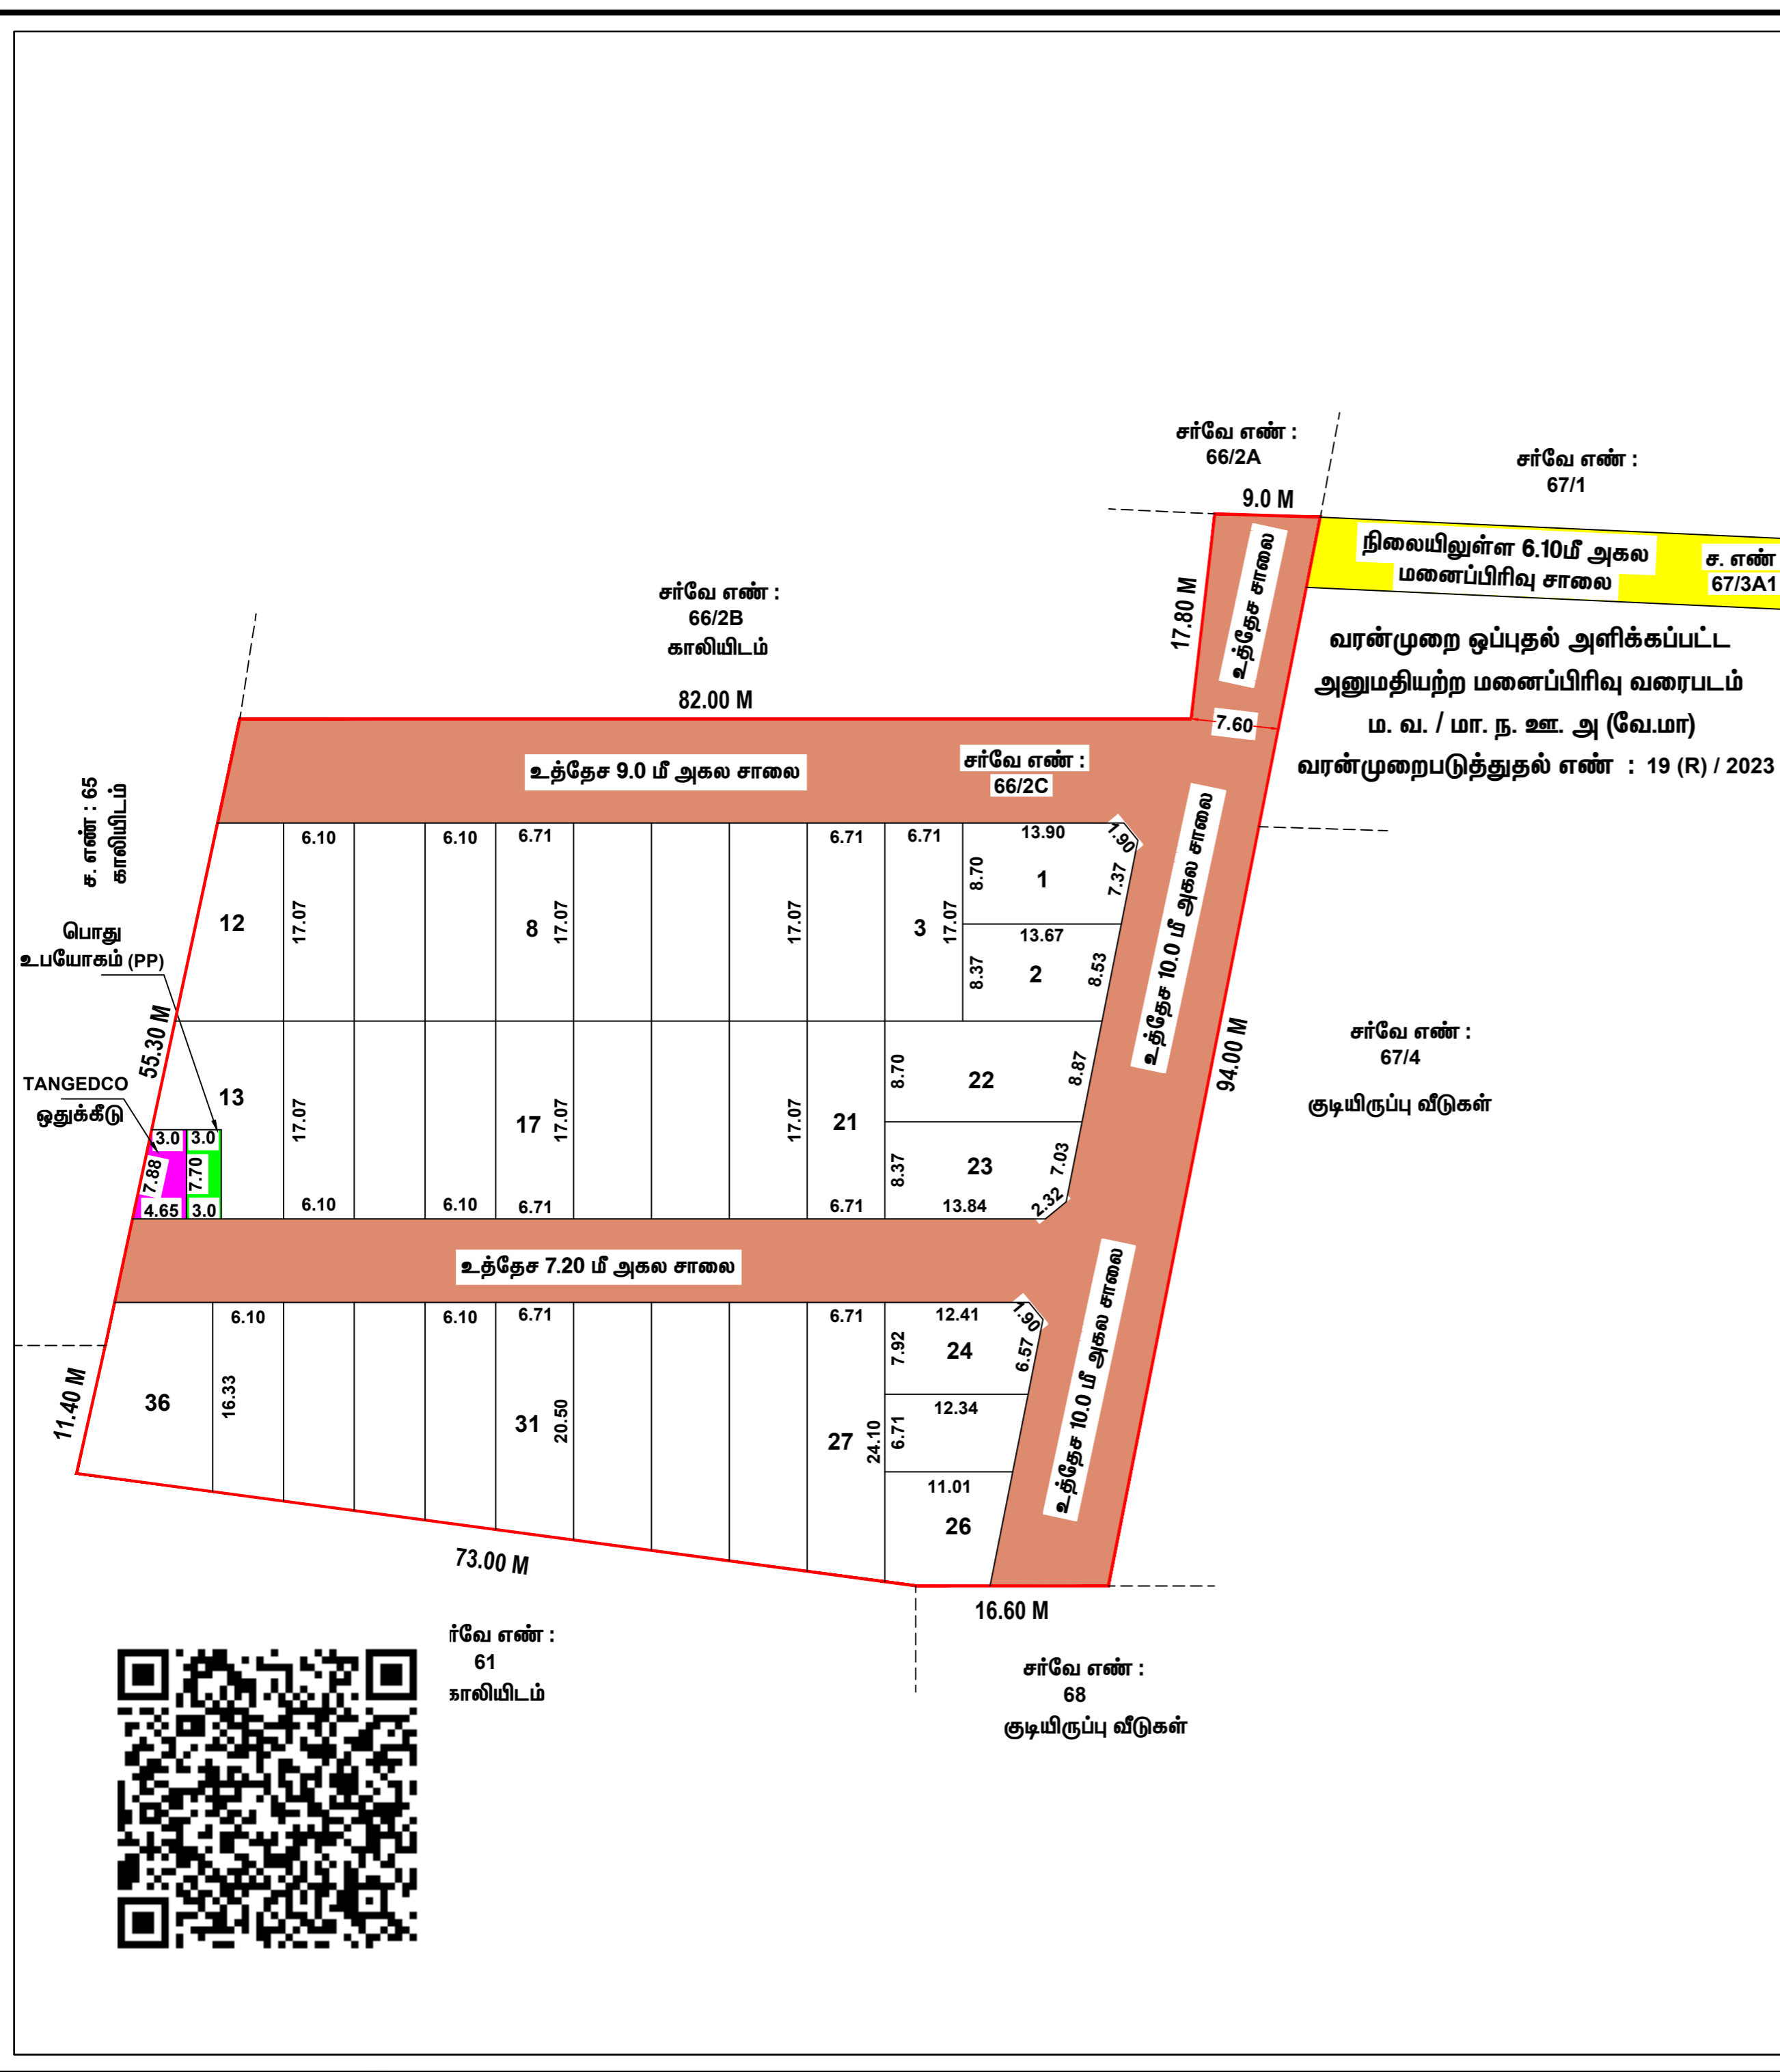 சர்வே எண் :
66/2A
சர்வே எண் :
67/1
9.0 M
நிலையிலுள்ள 6.10மீ அகல
மனைப்பிரிவு சாலை
ச. எண்
67/3A1
உத்தேச சாலை
17.80 M
சர்வே எண் :
66/2B
காலியிடம்
82.00 M
வரன்முறை ஒப்புதல் அளிக்கப்பட்ட
அனுமதியற்ற மனைப்பிரிவு வரைபடம்
ம. வ. / மா. ந. ஊ. அ (வே.மா)
வரன்முறைபடுத்துதல் எண் : 19 (R) / 2023
7.60
உத்தேச 9.0 மீ அகல சாலை
சர்வே எண் :
66/2C
ச. எண் : 65
காலியிடம்
உத்தேச 10.0 மீ அகல சாலை
6.10
6.10
6.71
6.71
6.71
13.90
1.90
8.70
1
7.37
12
17.07
8
17.07
17.07
3
17.07
13.67
8.37
2
8.53
பொது
உபயோகம் (PP)
55.30 M
94.00 M
சர்வே எண் :
67/4
குடியிருப்பு வீடுகள்
TANGEDCO
ஒதுக்கீடு
13
17.07
17
17.07
17.07
21
8.70
22
8.87
3.0
3.0
7.88
7.70
4.65
3.0
6.10
6.10
6.71
6.71
8.37
23
7.03
13.84
2.32
உத்தேச 7.20 மீ அகல சாலை
உத்தேச 10.0 மீ அகல சாலை
6.10
6.10
6.71
6.71
12.41
1.90
7.92
24
6.57
11.40 M
36
16.33
31
20.50
27
24.10
12.34
6.71
11.01
26
73.00 M
16.60 M
ர்வே எண் :
61
காலியிடம்
சர்வே எண் :
68
குடியிருப்பு வீடுகள்